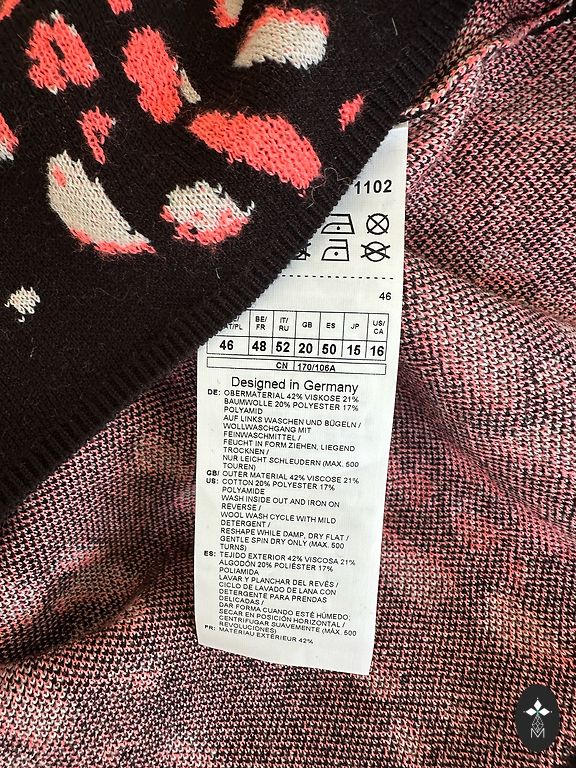 1102
46
AT/PL BE/FR IT/RU GB ES JP US/CA
46 48 52 20 50 15 16
CN 170/106A
Designed in Germany
DE: OBERMATERIAL 42% VISKOSE 21%
BAUMWOLLE 20% POLYESTER 17%
POLYAMID
AUF LINKS WASCHEN UND BÜGELN /
WOLLWASCHGANG MIT
FEINWASCHMITTEL /
FEUCHT IN FORM ZIEHEN, LIEGEND
TROCKNEN /
NUR LEICHT SCHLEUDERN (MAX. 500
TOUREN)
GB/ OUTER MATERIAL 42% VISCOSE 21%
US: COTTON 20% POLYESTER 17%
POLYAMIDE
WASH INSIDE OUT AND IRON ON
REVERSE /
WOOL WASH CYCLE WITH MILD
DETERGENT /
RESHAPE WHILE DAMP, DRY FLAT /
GENTLE SPIN DRY ONLY (MAX. 500
TURNS)
ES: TEJIDO EXTERIOR 42% VISCOSA 21%
ALGODÓN 20% POLIÉSTER 17%
POLIAMIDA
LAVAR Y PLANCHAR DEL REVÉS /
CICLO DE LAVADO DE LANA CON
DETERGENTE PARA PRENDAS
DELICADAS /
DAR FORMA CUANDO ESTÉ HÚMEDO,
SECAR EN POSICIÓN HORIZONTAL /
CENTRIFUGAR SUAVEMENTE (MÁX. 500
REVOLUCIONES)
FR: MATÉRIAU EXTÉRIEUR 42%